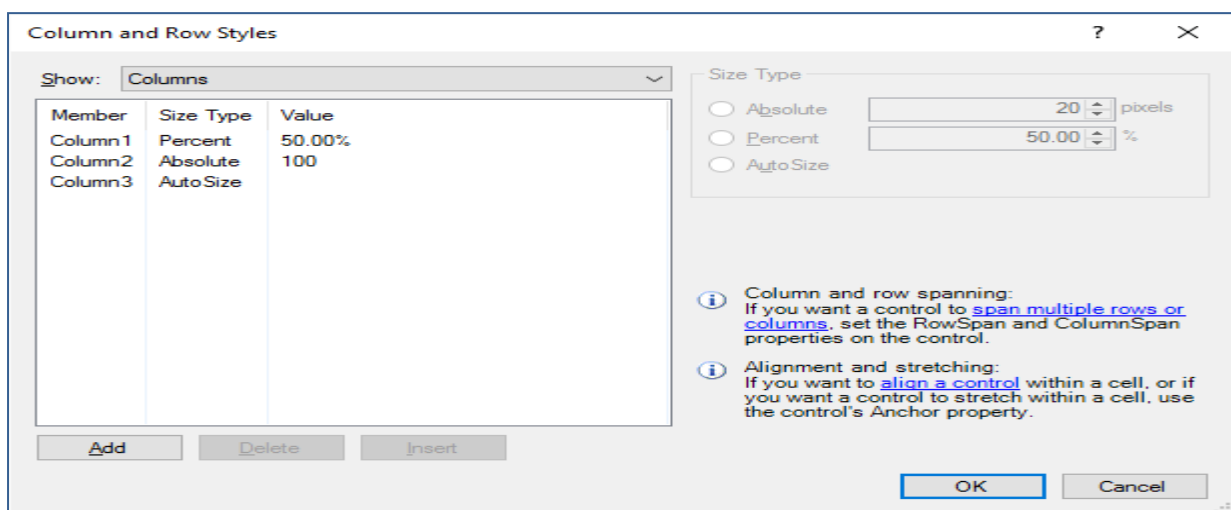 Column and Row Styles
?
Show: Columns
Member Size Type Value
Column1 Percent 50.00%
Column2 Absolute 100
Column3 AutoSize
Add Delete Insert
Size Type
Absolute 20 pixels
Percent 50.00 %
AutoSize
Column and row spanning:
If you want a control to span multiple rows or
columns, set the RowSpan and ColumnSpan
properties on the control.
Alignment and stretching:
If you want to align a control within a cell, or if
you want a control to stretch within a cell, use
the control's Anchor property.
OK Cancel